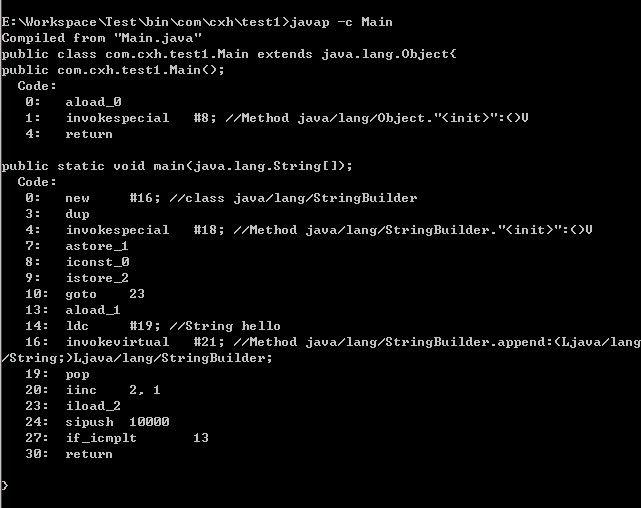 E:\Workspace\Test\bin\com\cxh\test1>javap -c Main
Compiled from "Main.java"
public class com.cxh.test1.Main extends java.lang.Object{
public com.cxh.test1.Main();
  Code:
   0:   aload_0
   1:   invokespecial   #8; //Method java/lang/Object."<init>":()V
   4:   return

public static void main(java.lang.String[]);
  Code:
   0:   new     #16; //class java/lang/StringBuilder
   3:   dup
   4:   invokespecial   #18; //Method java/lang/StringBuilder."<init>":()V
   7:   astore_1
   8:   iconst_0
   9:   istore_2
   10:  goto    23
   13:  aload_1
   14:  ldc     #19; //String hello
   16:  invokevirtual   #21; //Method java/lang/StringBuilder.append:(Ljava/lang
/String;)Ljava/lang/StringBuilder;
   19:  pop
   20:  iinc    2, 1
   23:  iload_2
   24:  sipush  10000
   27:  if_icmplt       13
   30:  return

}